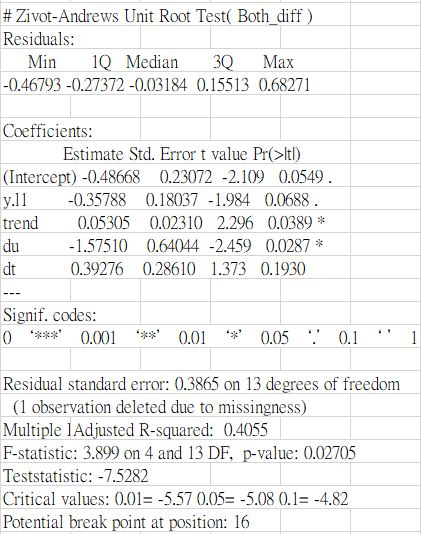 # Zivot-Andrews Unit Root Test( Both_diff )
Residuals:
Min 1Q Median 3Q Max
-0.46793 -0.27372 -0.03184 0.15513 0.68271
Coefficients:
Estimate Std. Error t value Pr(>ltl)
(Intercept) -0.48668 0.23072 -2.109 0.0549 .
y.l1 -0.35788 0.18037 -1.984 0.0688 .
trend 0.05305 0.02310 2.296 0.0389 *
du -1.57510 0.64044 -2.459 0.0287 *
dt 0.39276 0.28610 1.373 0.1930
---
Signif. codes:
0 ‘***’ 0.001 ‘**’ 0.01 ‘*’ 0.05 ‘.’ 0.1 ‘ ’ 1
Residual standard error: 0.3865 on 13 degrees of freedom
(1 observation deleted due to missingness)
Multiple lAdjusted R-squared: 0.4055
F-statistic: 3.899 on 4 and 13 DF, p-value: 0.02705
Teststatistic: -7.5282
Critical values: 0.01= -5.57 0.05= -5.08 0.1= -4.82
Potential break point at position: 16